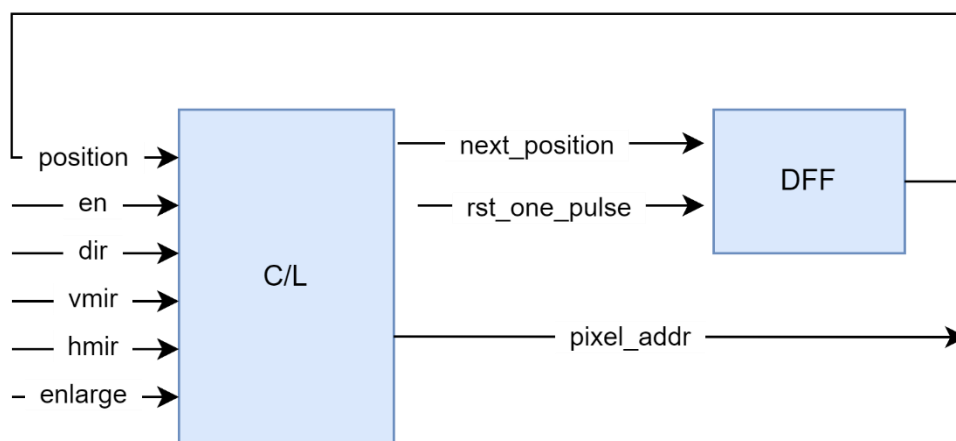 position
en
dir
vmir
hmir
enlarge
C/L
next_position
rst_one_pulse
pixel_addr
DFF